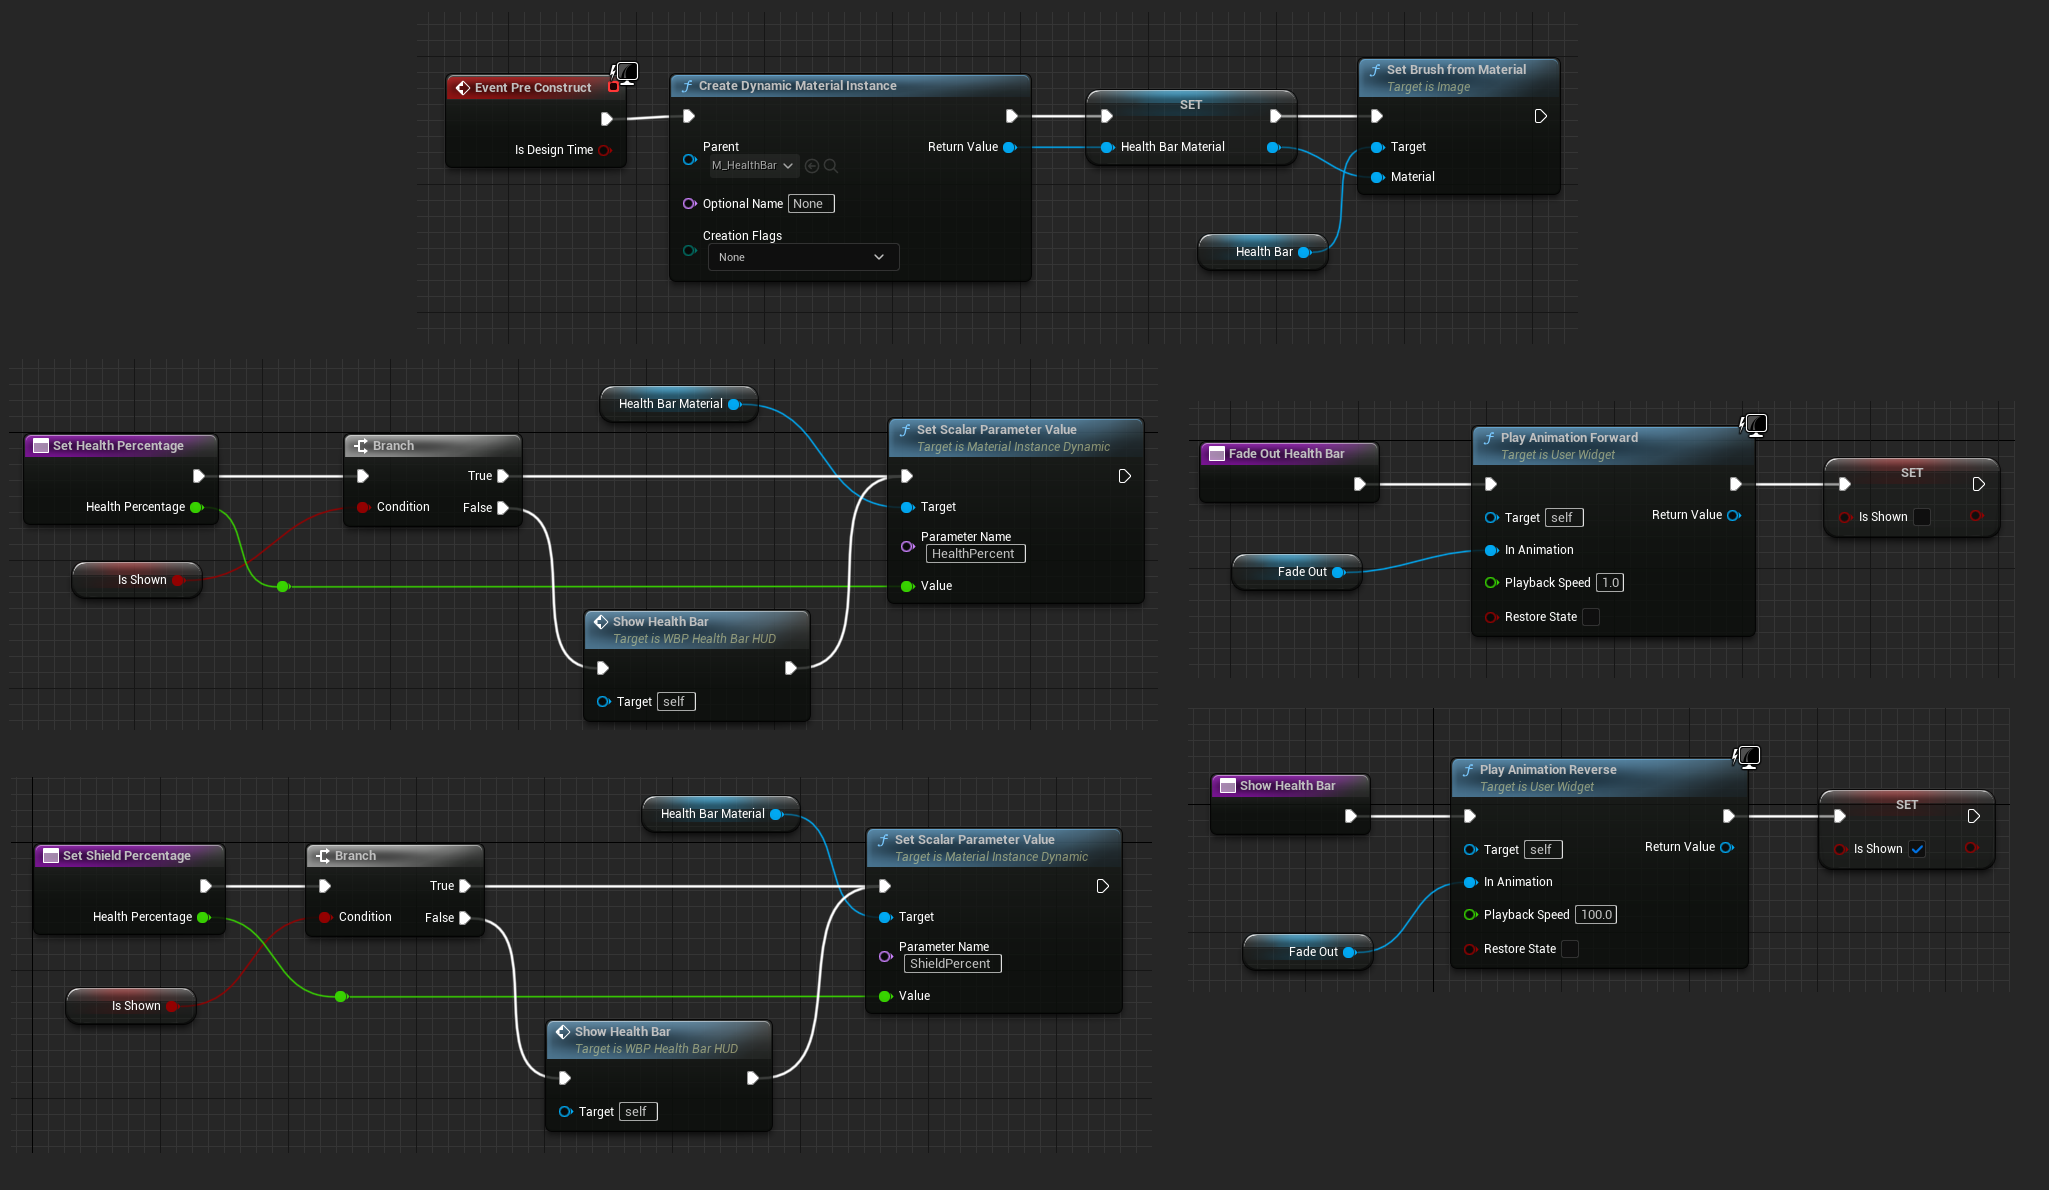 Event Pre Construct
Is Design Time
Create Dynamic Material Instance
Parent
M_HealthBar
Return Value
Optional Name None
Creation Flags
None
SET
Health Bar Material
Set Brush from Material
Target is Image
Target
Material
Health Bar
Set Health Percentage
Health Percentage
Is Shown
Branch
True
Condition
False
Health Bar Material
Show Health Bar
Target is WBP Health Bar HUD
Target self
Set Scalar Parameter Value
Target is Material Instance Dynamic
Target
Parameter Name
HealthPercent
Value
Fade Out Health Bar
Fade Out
Play Animation Forward
Target is User Widget
Target self
Return Value
In Animation
Playback Speed 1.0
Restore State
SET
Is Shown
Set Shield Percentage
Health Percentage
Is Shown
Branch
True
Condition
False
Health Bar Material
Show Health Bar
Target is WBP Health Bar HUD
Target self
Set Scalar Parameter Value
Target is Material Instance Dynamic
Target
Parameter Name
ShieldPercent
Value
Show Health Bar
Fade Out
Play Animation Reverse
Target is User Widget
Target self
Return Value
In Animation
Playback Speed 100.0
Restore State
SET
Is Shown